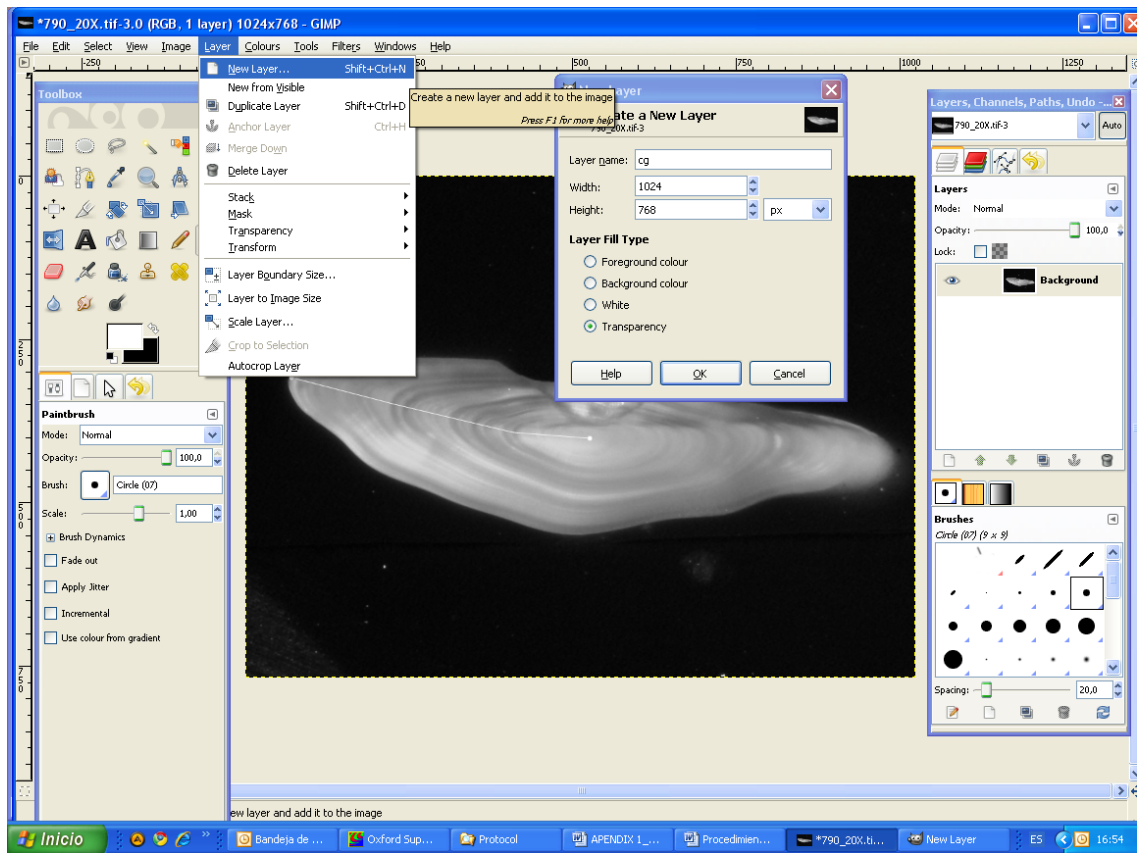 *790_20X.tif-3.0 (RGB, 1 layer) 1024x768 - GIMP
File Edit Select View Image Layer Colours Tools Filters Windows Help
-250 500 750 1000 1250
Toolbox
New Layer... Shift+Ctrl+N
New from Visible
Duplicate Layer Shift+Ctrl+D
Anchor Layer Ctrl+H
Merge Down
Delete Layer
Stack
Mask
Transparency
Transform
Layer Boundary Size...
Layer to Image Size
Scale Layer...
Crop to Selection
Autocrop Layer
Create a new layer and add it to the image
Press F1 for more help
Layer
ate a New Layer
790_20X.tif-3
Layer name: cg
Width: 1024
Height: 768 px
Layer Fill Type
Foreground colour
Background colour
White
Transparency
Help OK Cancel
Layers, Channels, Paths, Undo -...
790_20X.tif-3 Auto
Layers
Mode: Normal
Opacity: 100,0
Lock:
Background
Brushes
Circle (07) (9 x 9)
Spacing: 20,0
0
250
500
750
Paintbrush
Mode: Normal
Opacity: 100,0
Brush: Circle (07)
Scale: 1,00
Brush Dynamics
Fade out
Apply Jitter
Incremental
Use colour from gradient
ew layer and add it to the image
Inicio Bandeja de ... Oxford Sup... Protocol APENDIX 1_... Procedimien... *790_20X.ti... New Layer ES 16:54